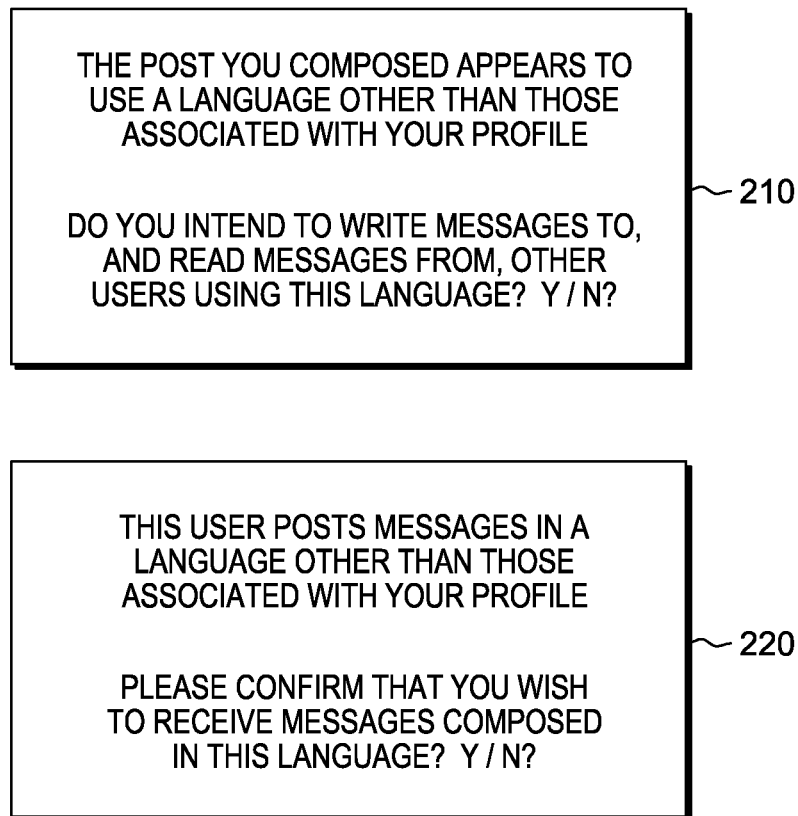 THE POST YOU COMPOSED APPEARS TO
USE A LANGUAGE OTHER THAN THOSE
ASSOCIATED WITH YOUR PROFILE
DO YOU INTEND TO WRITE MESSAGES TO,
AND READ MESSAGES FROM, OTHER
USERS USING THIS LANGUAGE? Y / N?
210
THIS USER POSTS MESSAGES IN A
LANGUAGE OTHER THAN THOSE
ASSOCIATED WITH YOUR PROFILE
PLEASE CONFIRM THAT YOU WISH
TO RECEIVE MESSAGES COMPOSED
IN THIS LANGUAGE? Y / N?
220